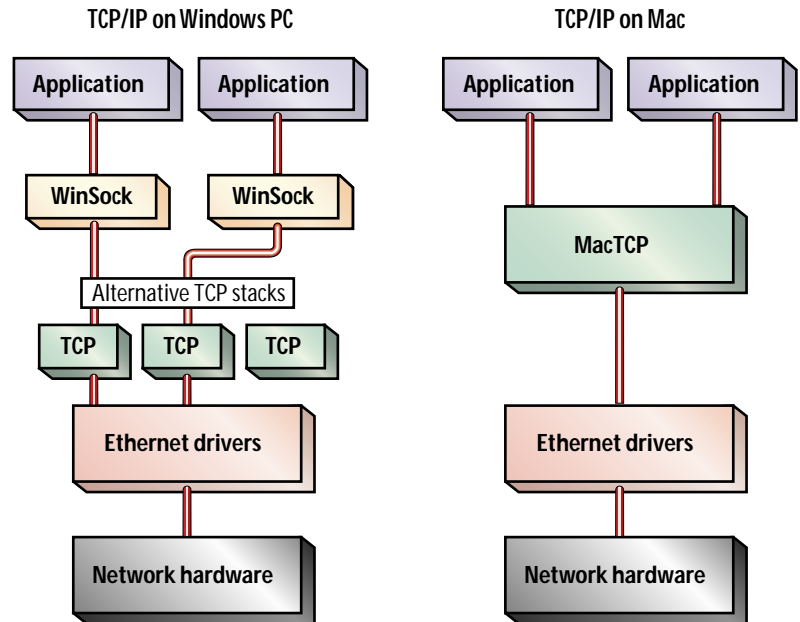 TCP/IP on Windows PC
Application
Application
WinSock
WinSock
Alternative TCP stacks
TCP
TCP
TCP
Ethernet drivers
Network hardware
TCP/IP on Mac
Application
Application
MacTCP
Ethernet drivers
Network hardware